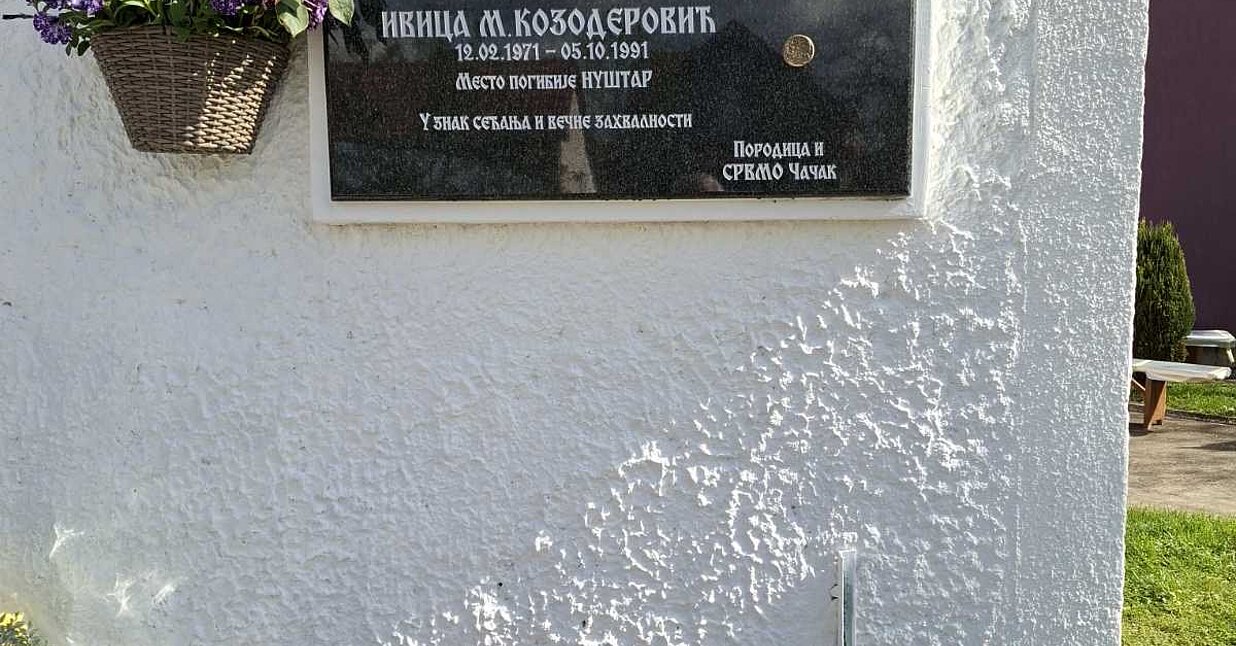 ИВИЦА М. КОЗОДЕРОВИЋ
12.02.1971 – 05.10.1991
Место погибије НУШТАР
У знак сећања и вечне захвалности
Породица и
СРВМО Чачак